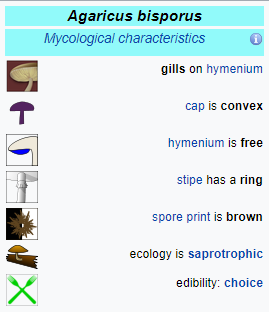 Agaricus bisporus
Mycological characteristics
gills on hymenium
cap is convex
hymenium is free
stipe has a ring
spore print is brown
ecology is saprotrophic
edibility: choice